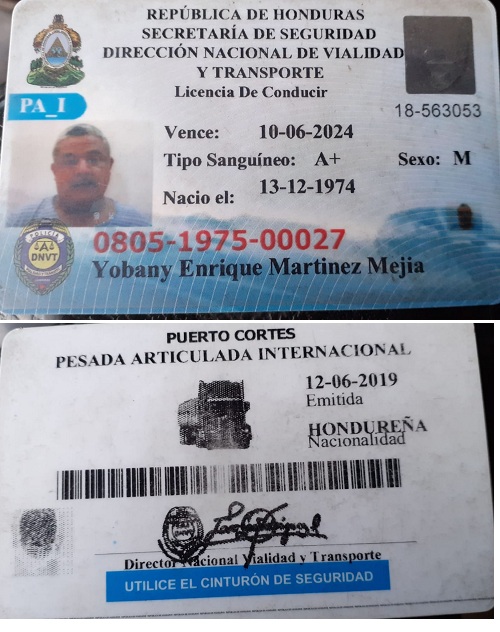 REPÚBLICA DE HONDURAS
SECRETARÍA DE SEGURIDAD
DIRECCIÓN NACIONAL DE VIALIDAD
Y TRANSPORTE
Licencia De Conducir
18-563053
PA_I
Vence: 10-06-2024
Tipo Sanguíneo: A+ Sexo: M
Nacio el: 13-12-1974
POLICIA
DNVT
0805-1975-00027
Yobany Enrique Martinez Mejia
PUERTO CORTES
PESADA ARTICULADA INTERNACIONAL
12-06-2019
Emitida
HONDUREÑA
Nacionalidad
Director Nacional Vialidad y Transporte
UTILICE EL CINTURÓN DE SEGURIDAD